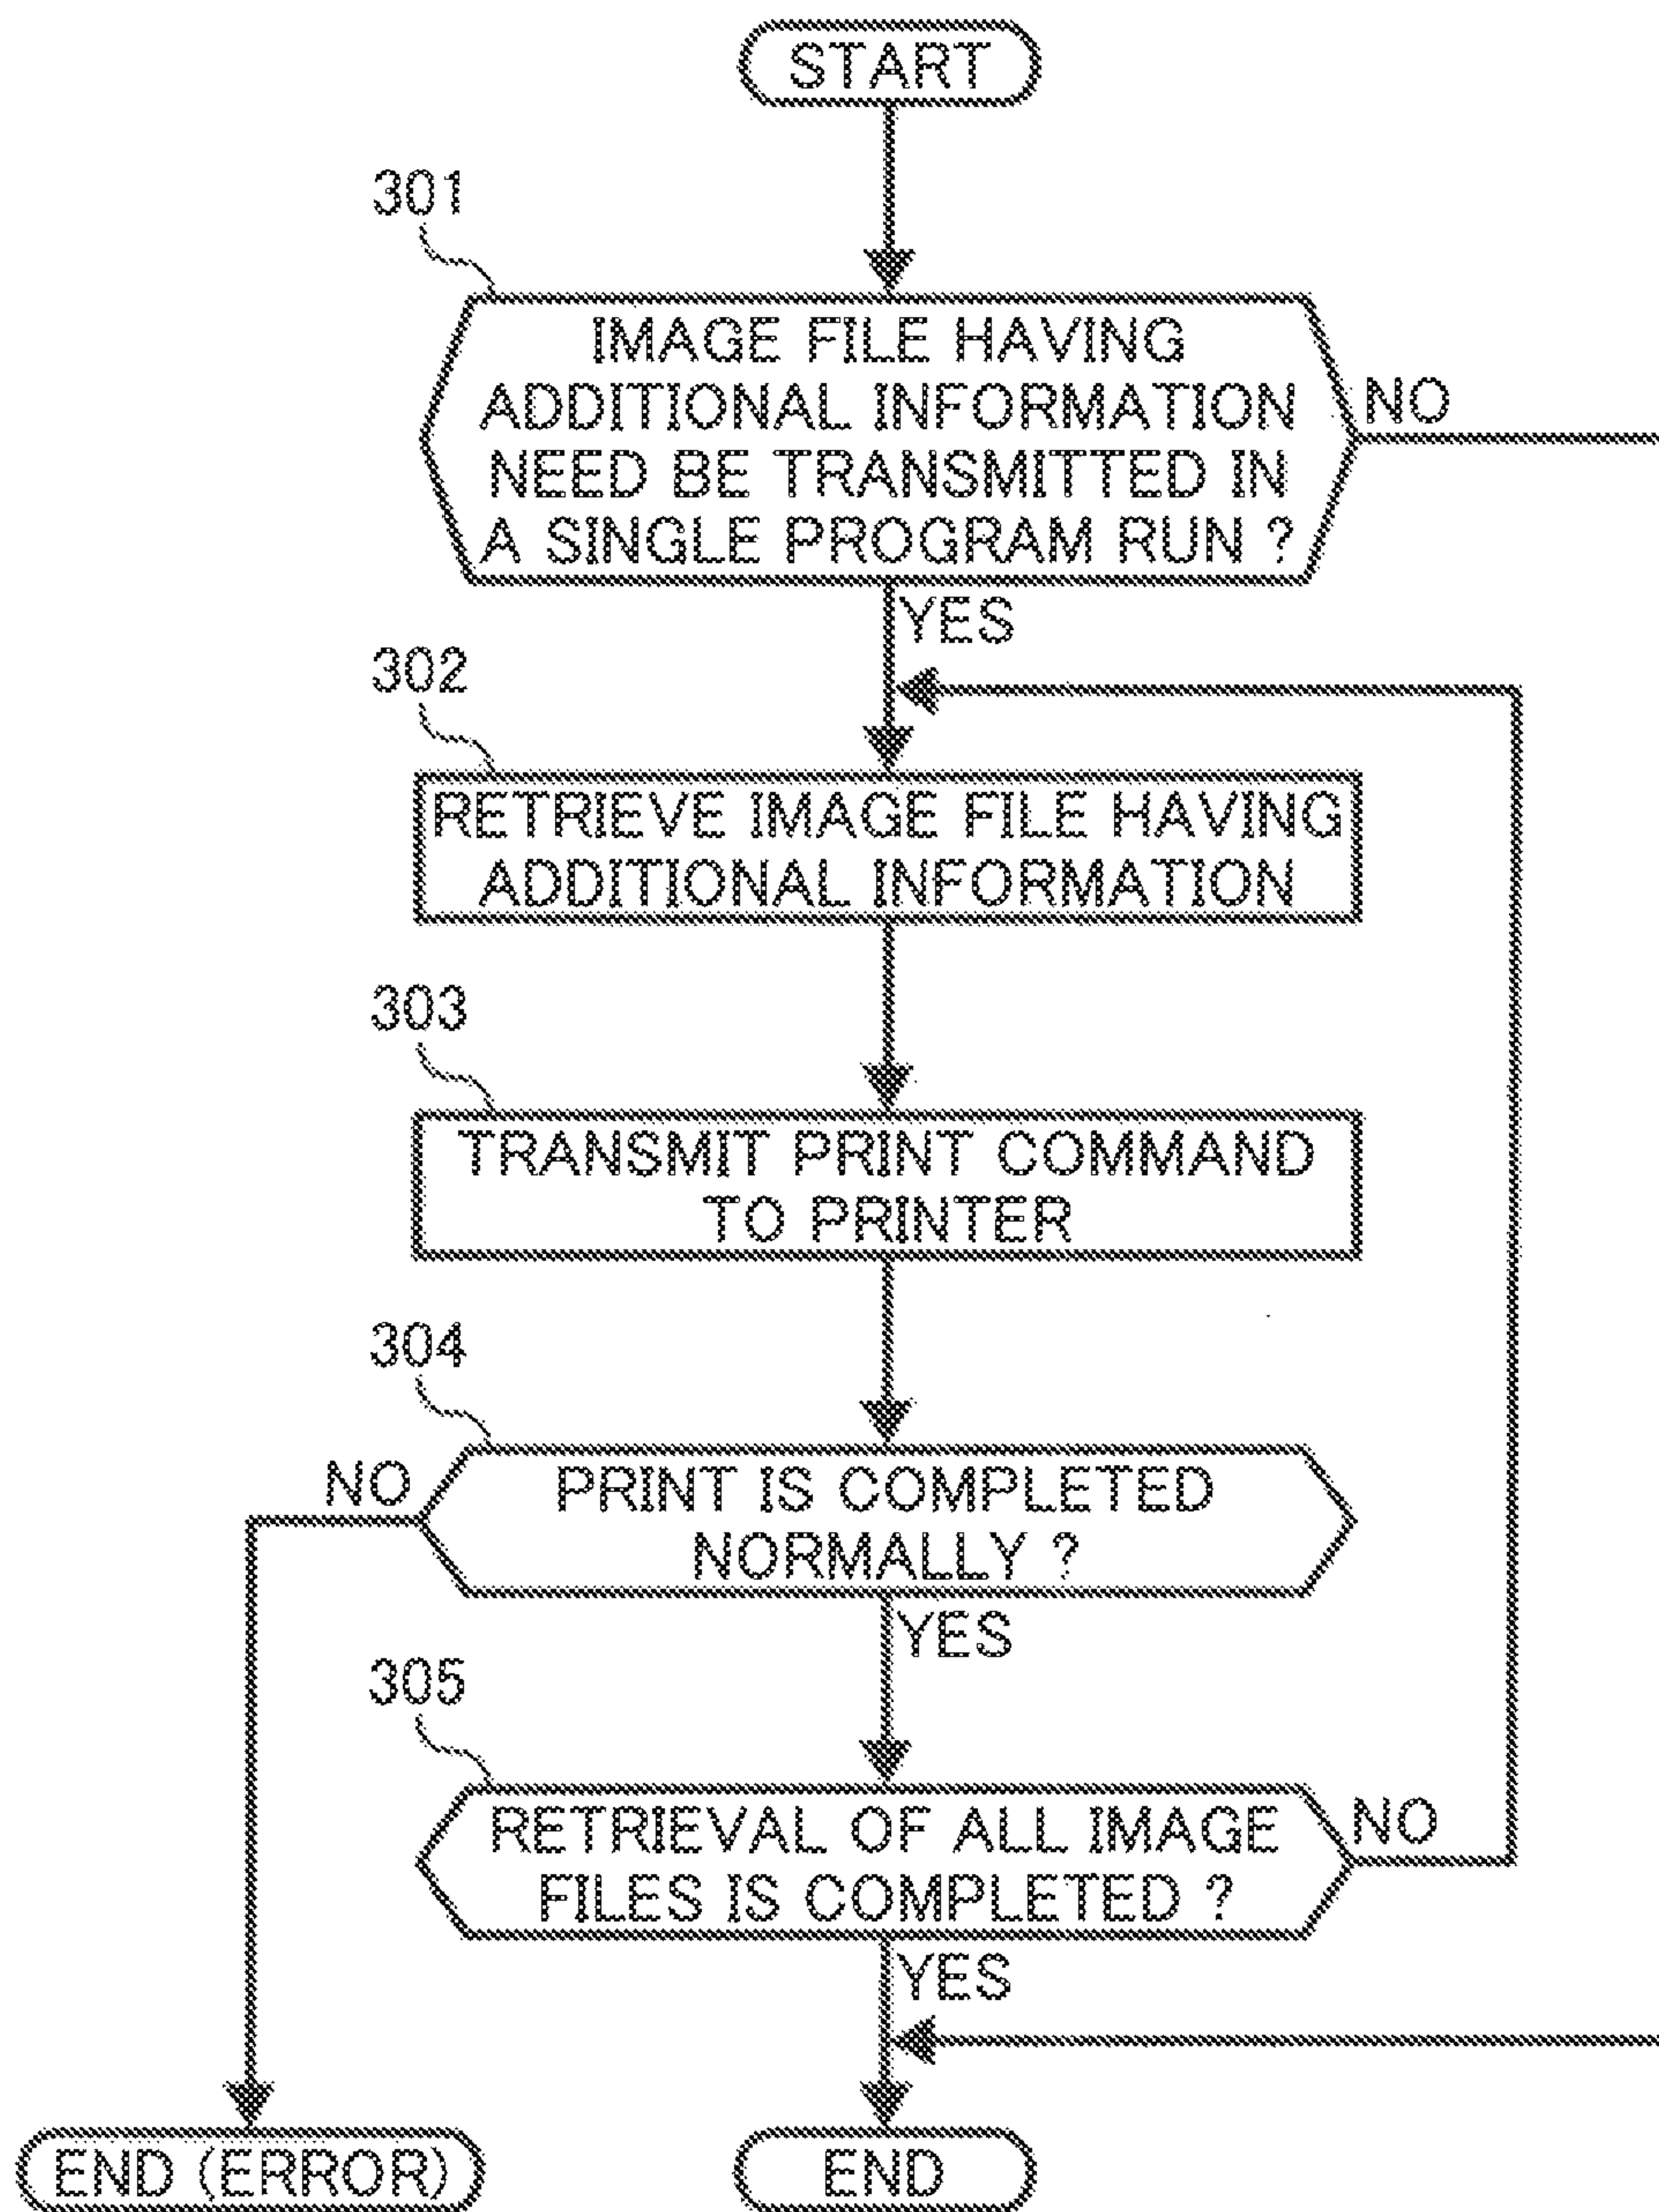 START
301
IMAGE FILE HAVING
ADDITIONAL INFORMATION
NEED BE TRANSMITTED IN
A SINGLE PROGRAM RUN ?
NO
YES
302
RETRIEVE IMAGE FILE HAVING
ADDITIONAL INFORMATION
303
TRANSMIT PRINT COMMAND
TO PRINTER
304
NO
PRINT IS COMPLETED
NORMALLY ?
YES
305
RETRIEVAL OF ALL IMAGE
FILES IS COMPLETED ?
NO
YES
END (ERROR)
END